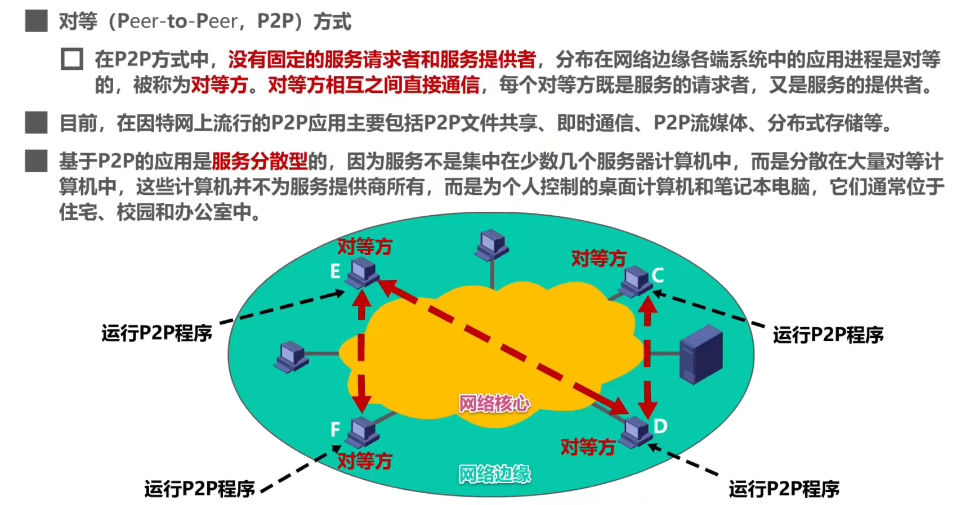 对等（Peer-to-Peer，P2P）方式
在P2P方式中，没有固定的服务请求者和服务提供者，分布在网络边缘各端系统中的应用进程是对等
的，被称为对等方。对等方相互之间直接通信，每个对等方既是服务的请求者，又是服务的提供者。
目前，在因特网上流行的P2P应用主要包括P2P文件共享、即时通信、P2P流媒体、分布式存储等。
基于P2P的应用是服务分散型的，因为服务不是集中在少数几个服务器计算机中，而是分散在大量对等计
算机中，这些计算机并不为服务提供商所有，而是为个人控制的桌面计算机和笔记本电脑，它们通常位于
住宅、校园和办公室中。
对等方
对等方
E
C
运行P2P程序
运行P2P程序
网络核心
F
D
对等方
对等方
网络边缘
运行P2P程序
运行P2P程序